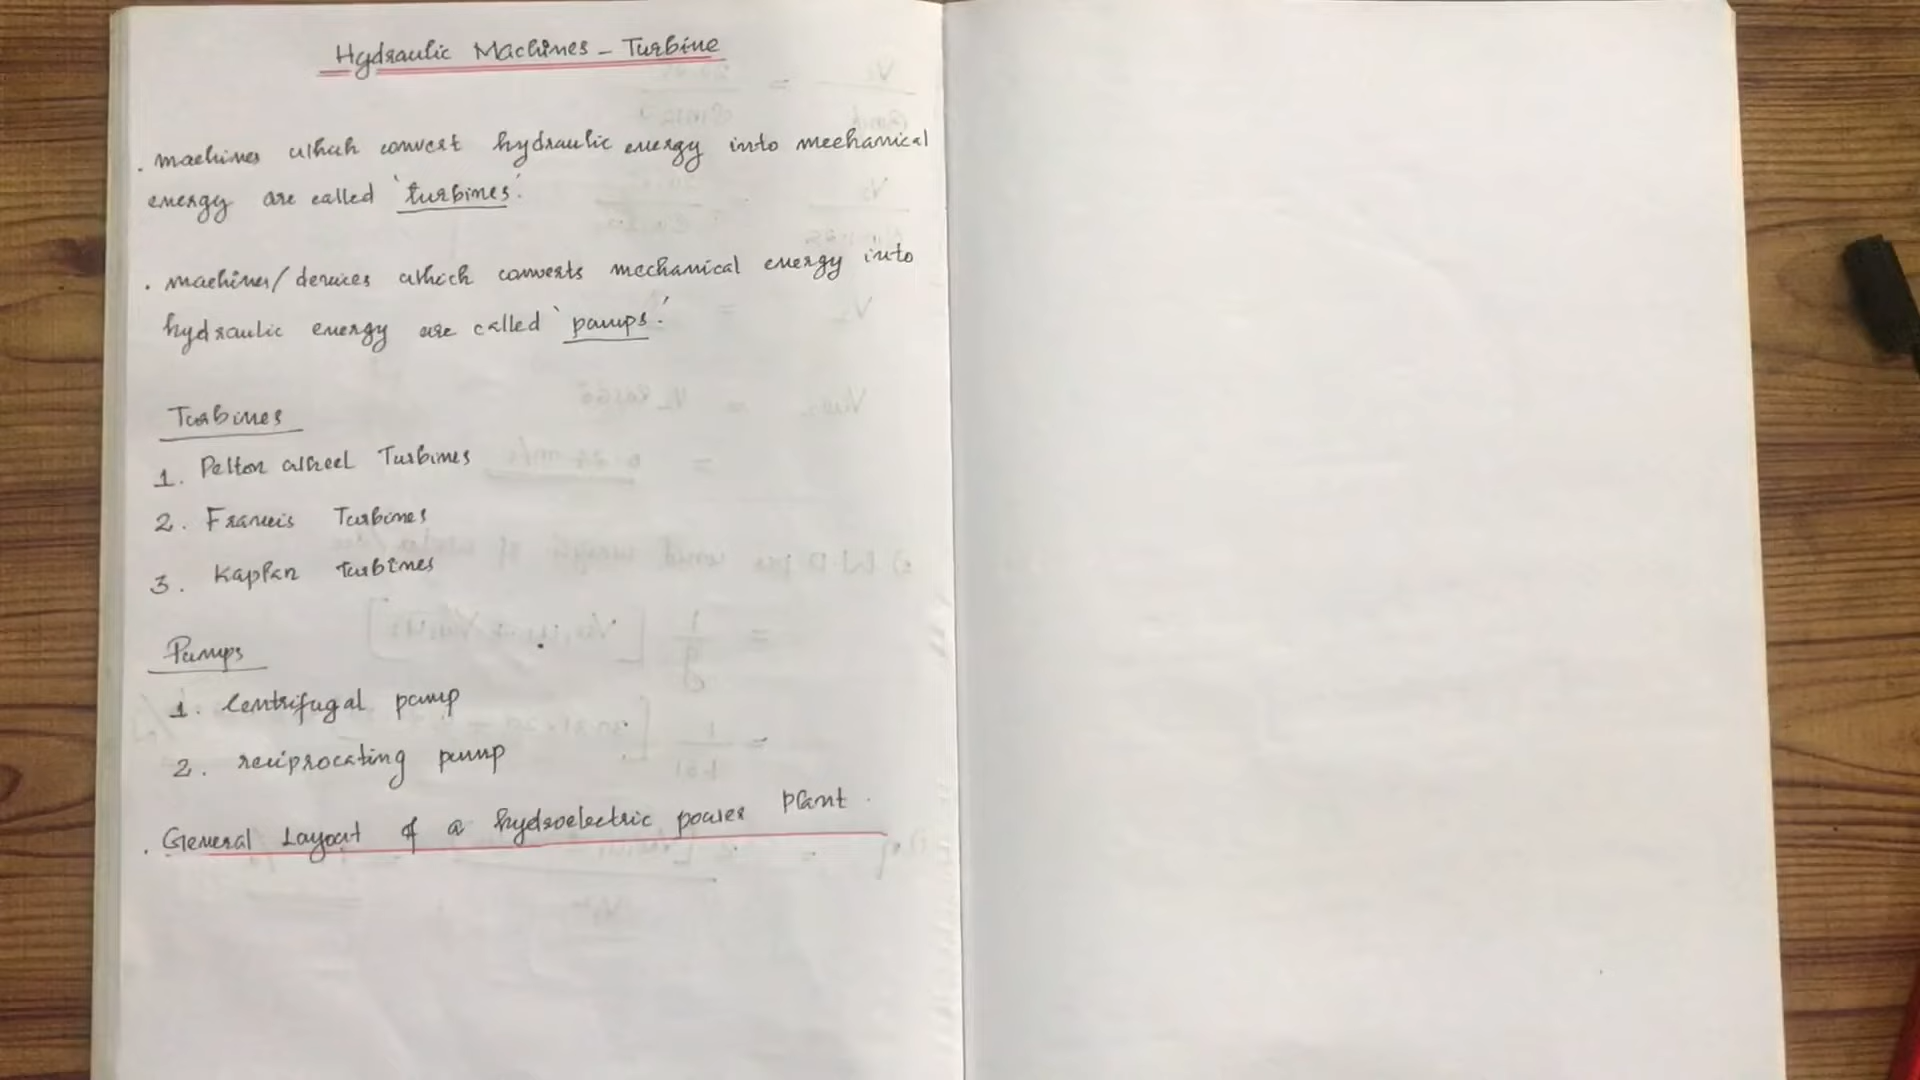 Hydraulic Machines - Turbine
. machines which convert hydraulic energy into mechanical
energy are called 'turbines'.
. machines/devices which converts mechanical energy into
hydraulic energy are called 'pumps'.
Turbines
1. Pelton wheel Turbines
2. Francis Turbines
3. Kaplan turbines
Pumps
1. Centrifugal pump
2. reciprocating pump
. General Layout of a hydroelectric power plant.